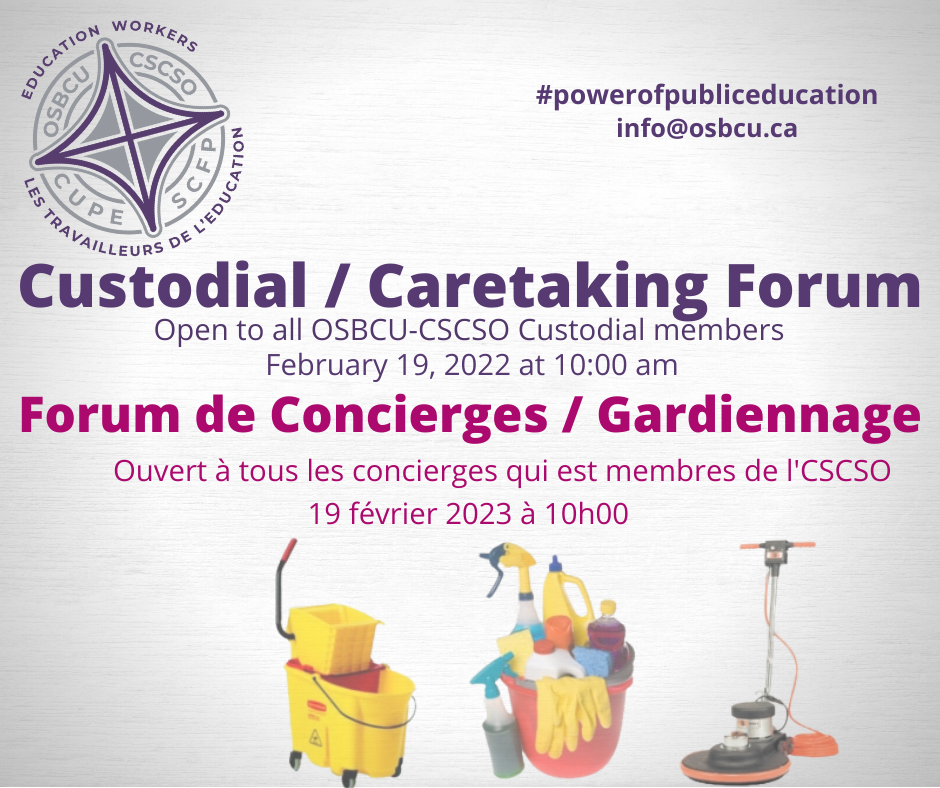 EDUCATION WORKERS
OSBCU
CSCSO
CUPE
SCFP
LES TRAVAILLEURS DE L'EDUCATION
#powerofpubliceducation
info@osbcu.ca
Custodial / Caretaking Forum
Open to all OSBCU-CSCSO Custodial members
February 19, 2022 at 10:00 am
Forum de Concierges / Gardiennage
Ouvert à tous les concierges qui est membres de l'CSCSO
19 février 2023 à 10h00